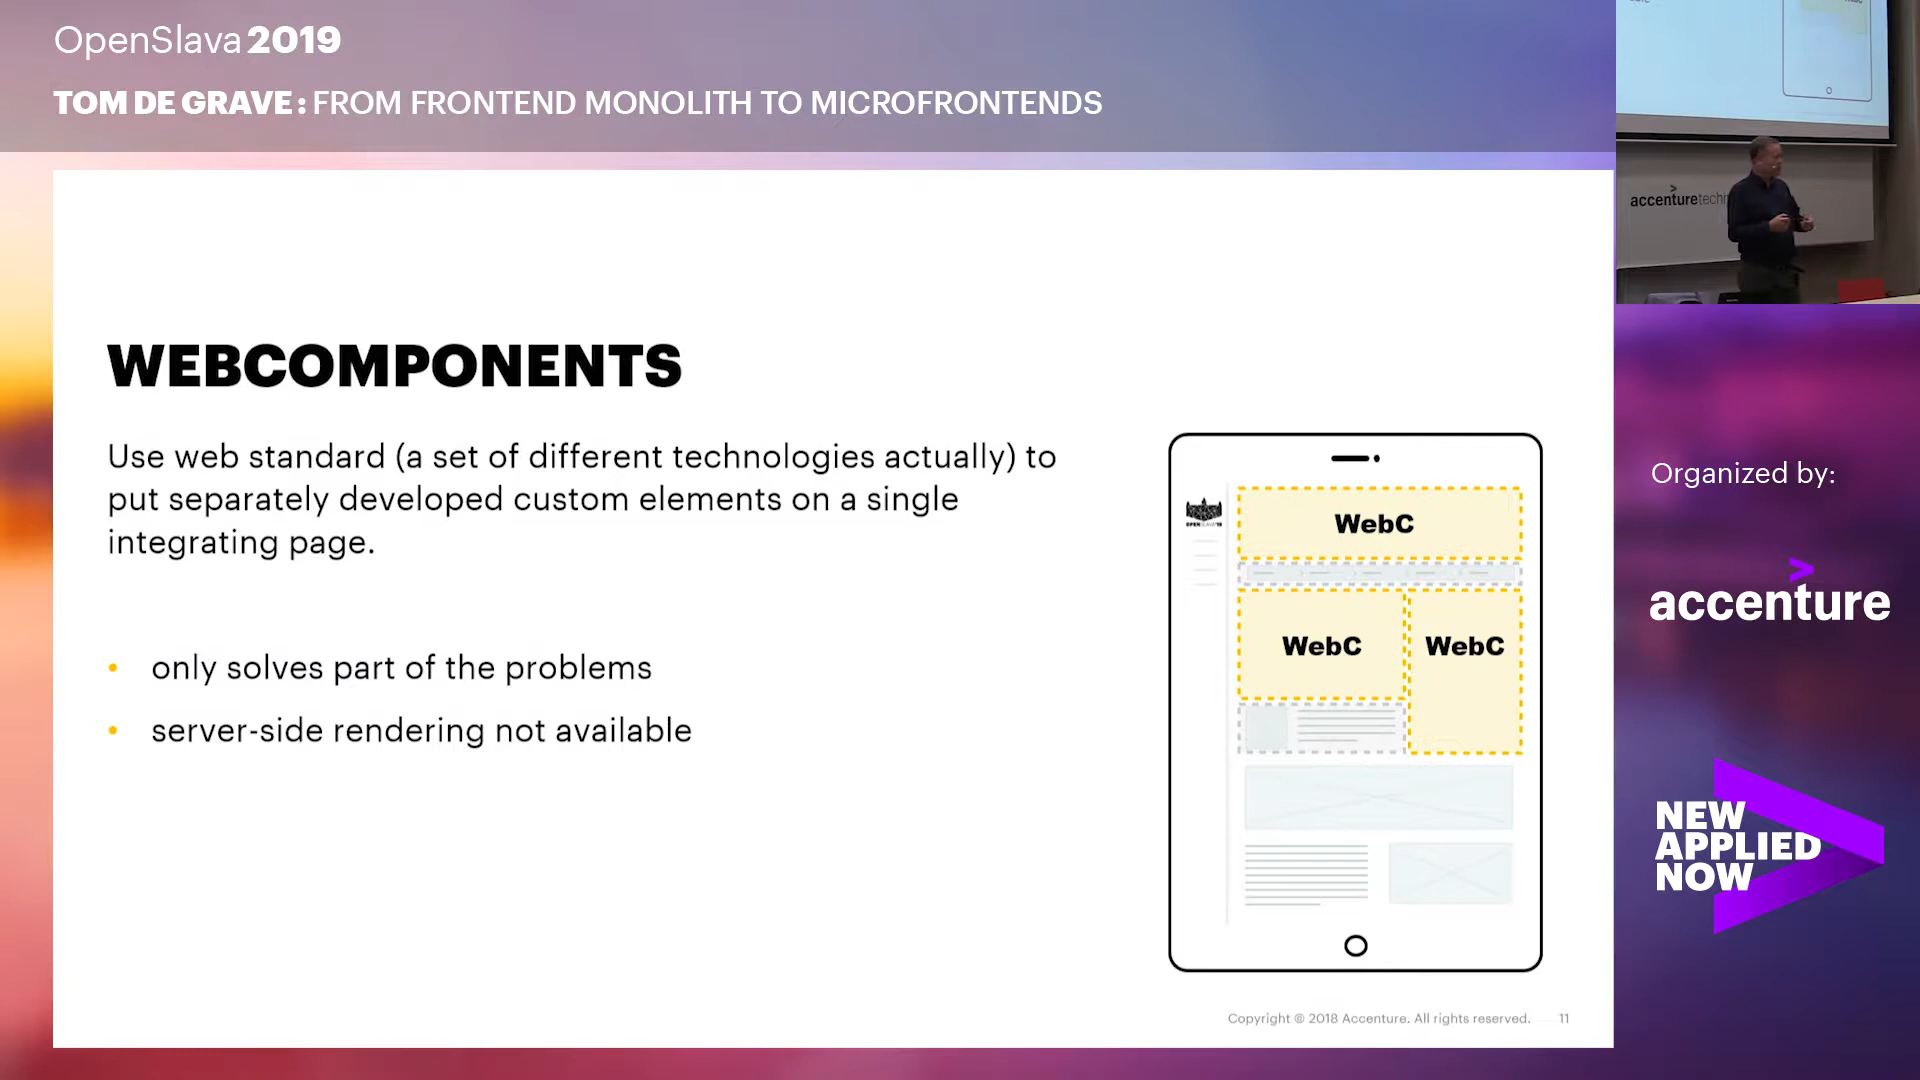 OpenSlava 2019
TOM DE GRAVE: FROM FRONTEND MONOLITH TO MICROFRONTENDS
accenture techn
WEBCOMPONENTS
Use web standard (a set of different technologies actually) to
put separately developed custom elements on a single
integrating page.
• only solves part of the problems
• server-side rendering not available
OPENSLAVA'19
WebC
WebC WebC
Copyright © 2018 Accenture. All rights reserved. 11
Organized by:
accenture
NEW
APPLIED
NOW